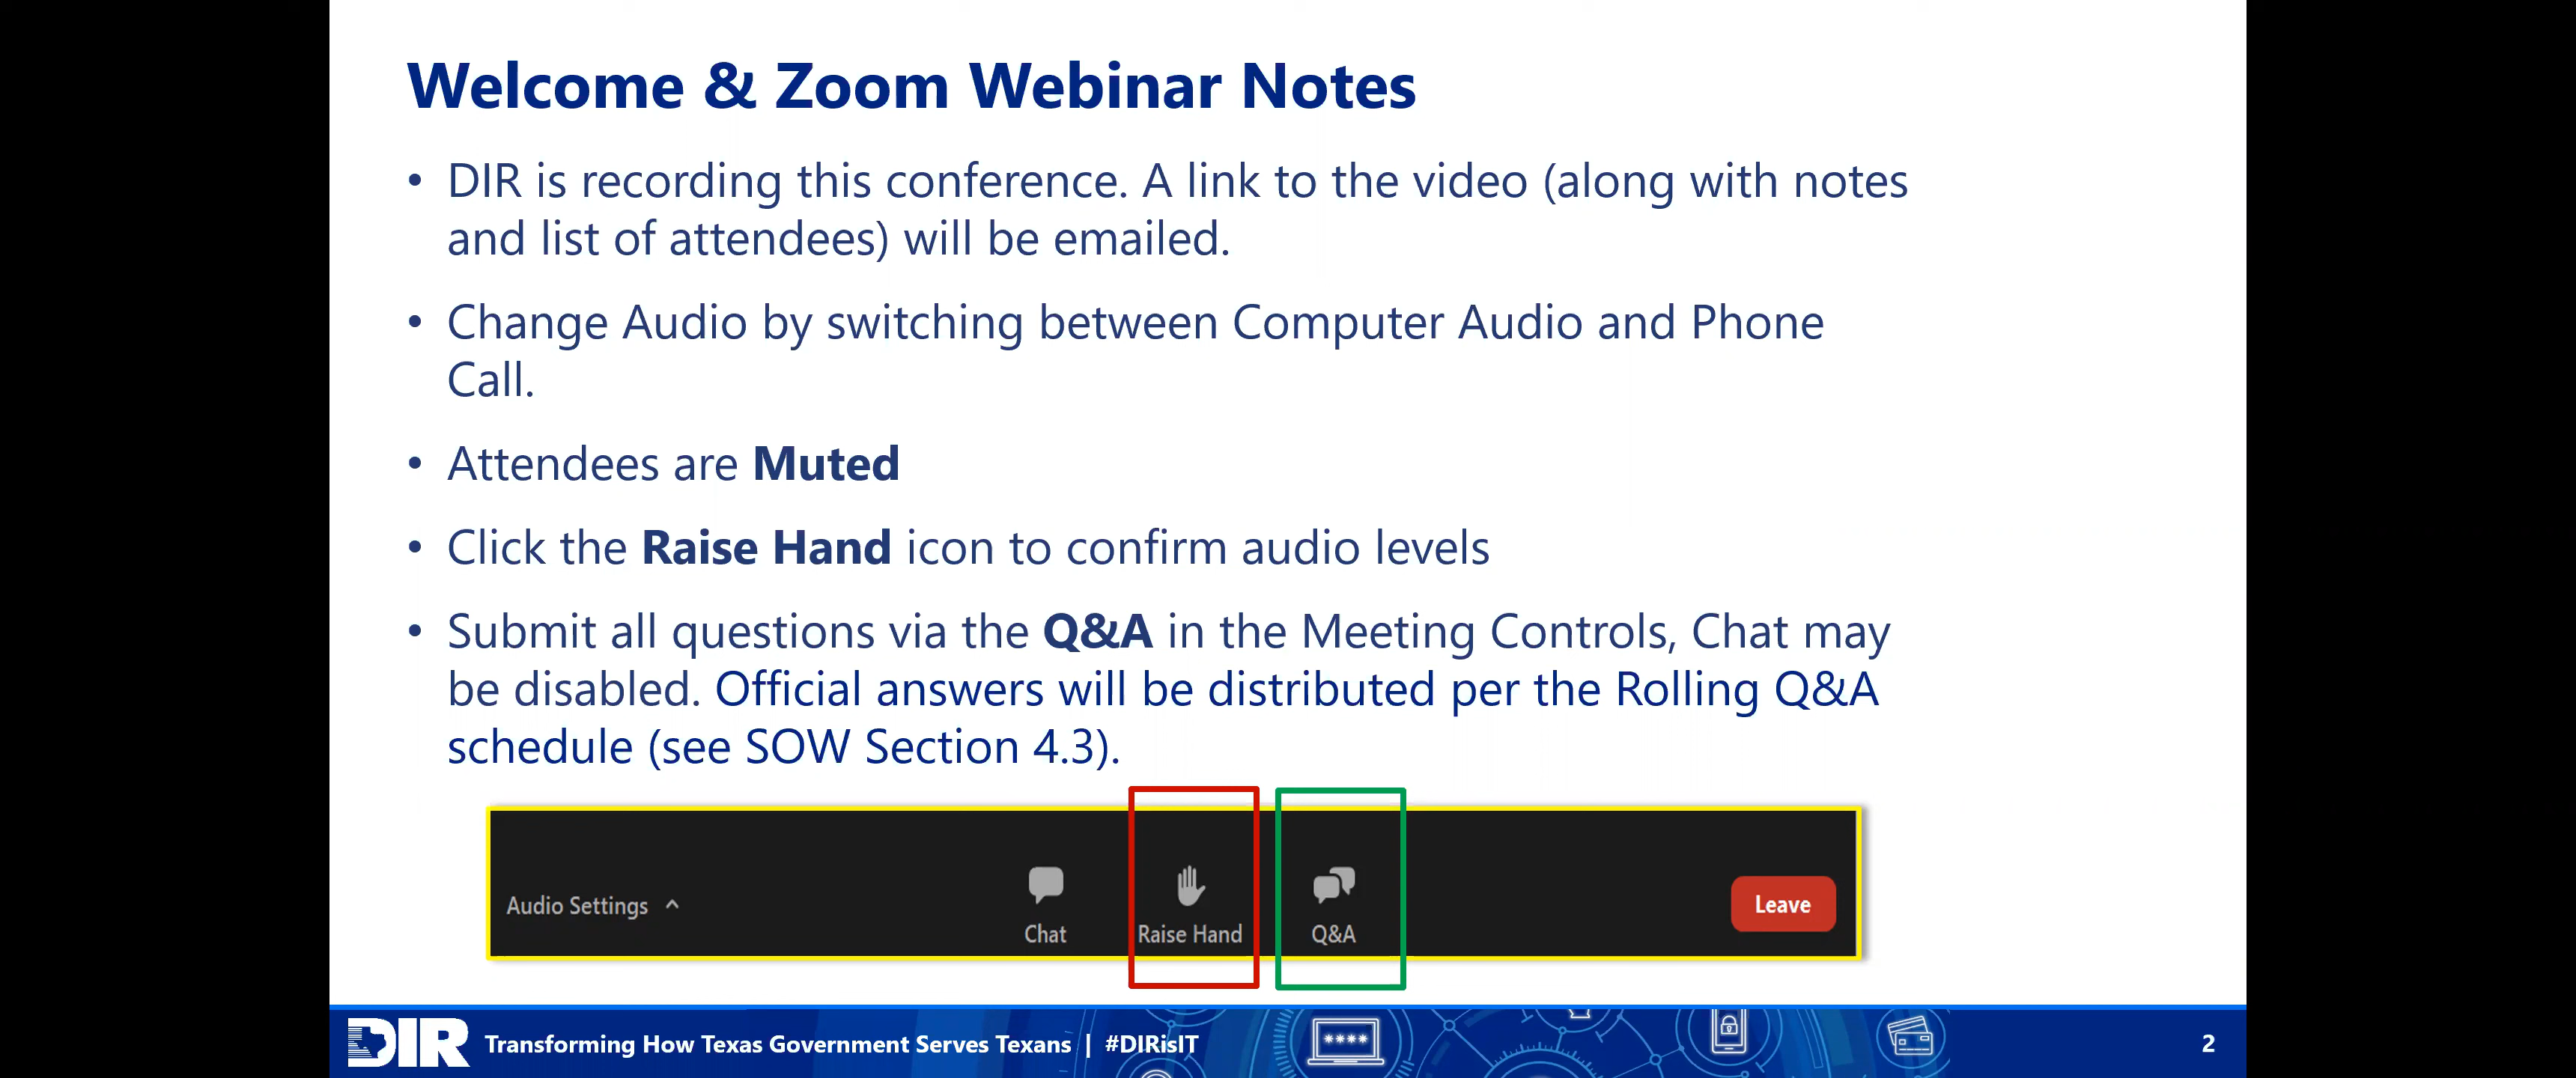 Welcome & Zoom Webinar Notes
• DIR is recording this conference. A link to the video (along with notes
and list of attendees) will be emailed.
• Change Audio by switching between Computer Audio and Phone
Call.
• Attendees are Muted
• Click the Raise Hand icon to confirm audio levels
• Submit all questions via the Q&A in the Meeting Controls, Chat may
be disabled. Official answers will be distributed per the Rolling Q&A
schedule (see SOW Section 4.3).
Audio Settings ^
Chat
Raise Hand
Q&A
Leave
DIR Transforming How Texas Government Serves Texans | #DIRisIT
****
2